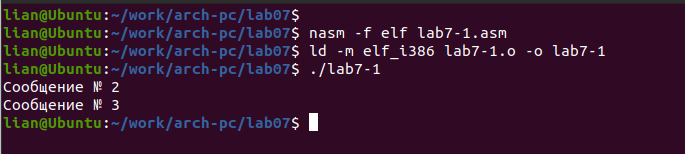 lian@Ubuntu:~/work/arch-pc/lab07$
lian@Ubuntu:~/work/arch-pc/lab07$ nasm -f elf lab7-1.asm
lian@Ubuntu:~/work/arch-pc/lab07$ ld -m elf_i386 lab7-1.o -o lab7-1
lian@Ubuntu:~/work/arch-pc/lab07$ ./lab7-1
Сообщение № 2
Сообщение № 3
lian@Ubuntu:~/work/arch-pc/lab07$